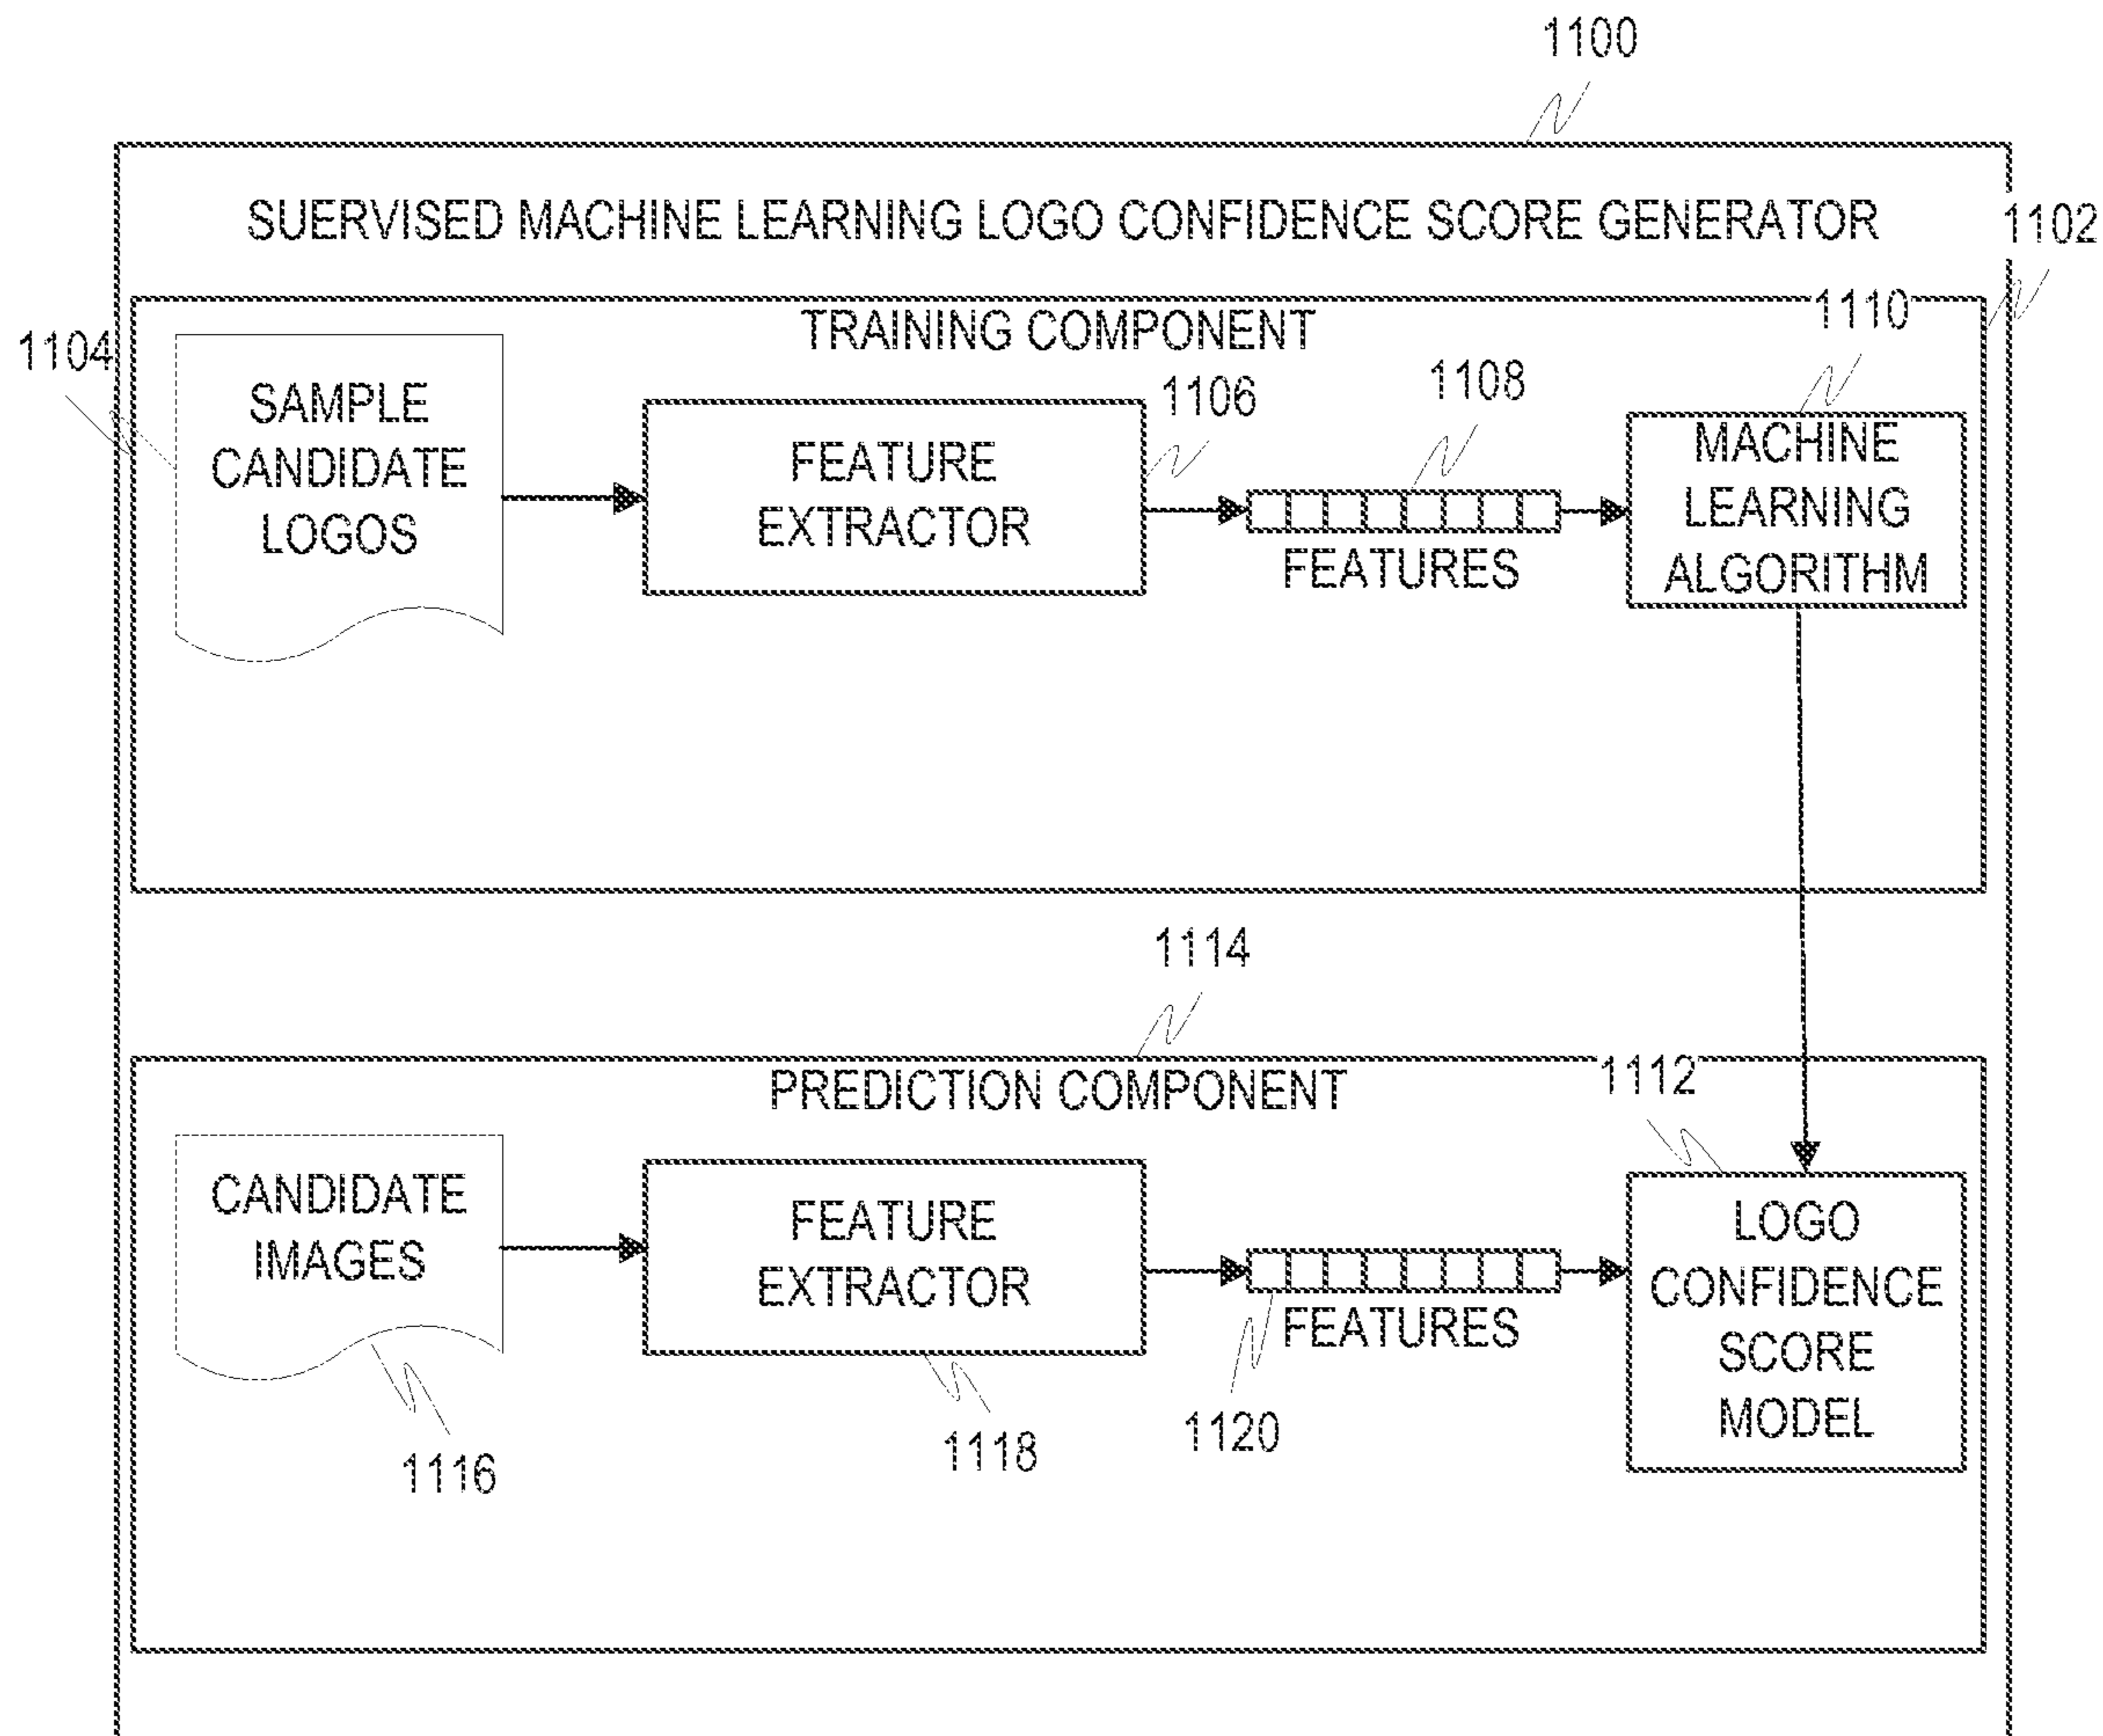 1100
SUERVISED MACHINE LEARNING LOGO CONFIDENCE SCORE GENERATOR
1102
TRAINING COMPONENT
1104
SAMPLE
CANDIDATE
LOGOS
FEATURE
EXTRACTOR
1106
1108
FEATURES
1110
MACHINE
LEARNING
ALGORITHM
1114
PREDICTION COMPONENT
1112
CANDIDATE
IMAGES
1116
FEATURE
EXTRACTOR
1118
FEATURES
1120
LOGO
CONFIDENCE
SCORE
MODEL